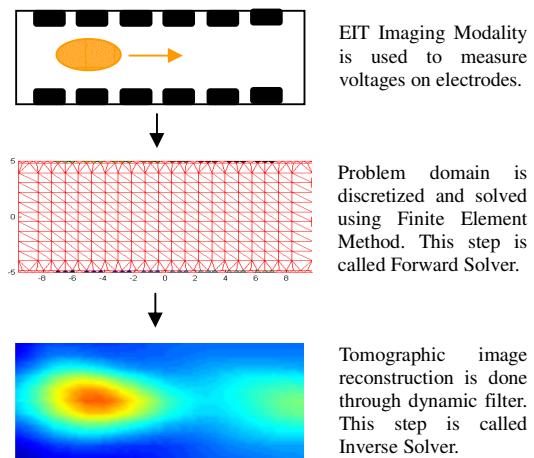 EIT Imaging Modality
is used to measure
voltages on electrodes.
5
0
-5
-8 -6 -4 -2 0 2 4 6 8
Problem domain is
discretized and solved
using Finite Element
Method. This step is
called Forward Solver.
Tomographic image
reconstruction is done
through dynamic filter.
This step is called
Inverse Solver.